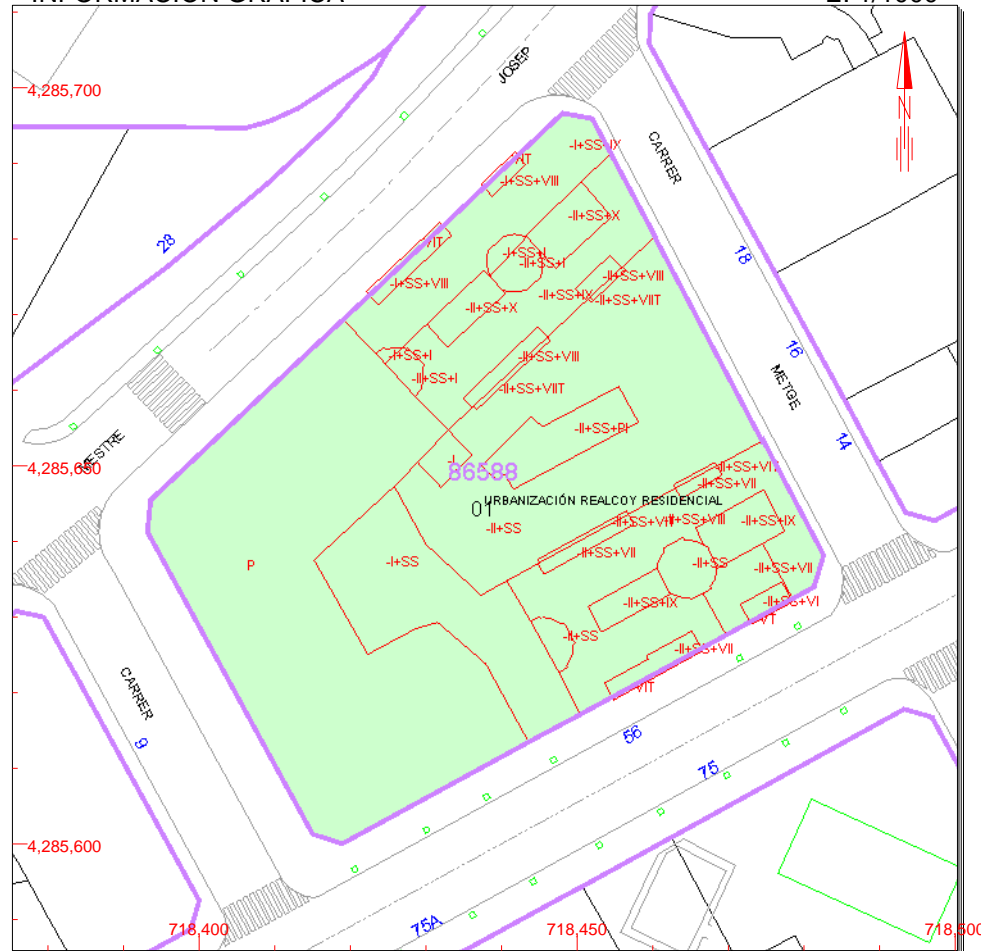 INFORMACIÓN GRÁFICA E: 1/1000
JOSEP
4,285,700
N
CARRER
-I+SS+IX
-I+SS+VIII
-II+SS+X
28
18
-I+SS+I
-II+SS+I
-I+SS+VIII
-II+SS+VIII
-II+SS+IX
-II+SS+VIIT
-II+SS+X
16
-I+SS+I
-II+SS+VIII
-II+SS+I
-II+SS+VIIT
METGE
-II+SS+PI
14
MESTRE
4,285,650
-I
86588
-II+SS+VIT
-II+SS+VII
01
URBANIZACIÓN REALCOY RESIDENCIAL
-II+SS
-II+SS+VIII
-II+SS+IX
-II+SS+VII
P
-I+SS
-II+SS
-II+SS+VII
-II+SS+IX
-II+SS+VI
VT
-II+SS
-II+SS+VII
CARRER
VIT
9
56
75
4,285,600
75A
718,400
718,450
718,500